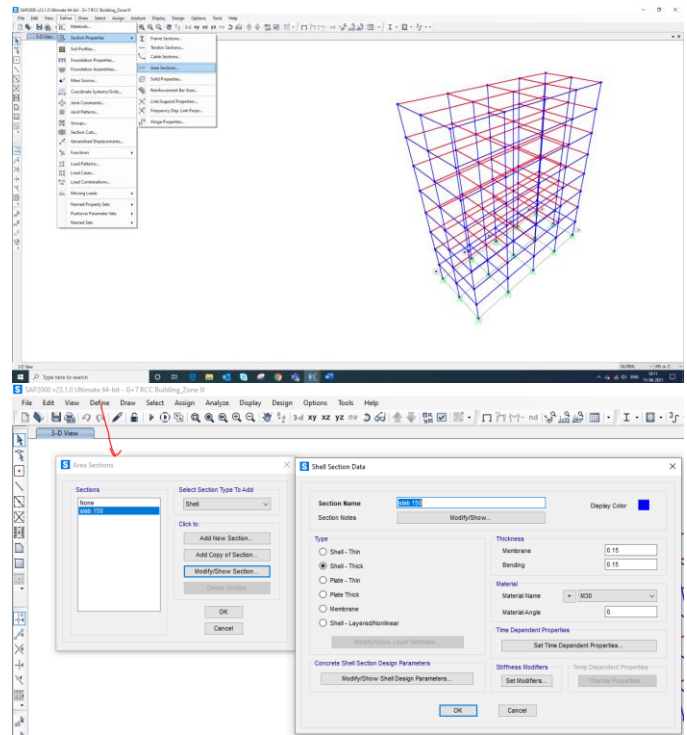 SAP2000 v23.1.0 Ultimate 64-bit - G+7 RCC Building_Zone III
File Edit View Define Draw Select Assign Analyze Display Design Options Tools Help
3-D View
Materials...
Section Properties
Soil Profiles...
Foundation Properties...
Foundation Assemblies...
Mass Source...
Coordinate Systems/Grids...
Joint Constraints...
Joint Patterns...
Groups...
Section Cuts...
Generalized Displacements...
Functions
Load Patterns...
Load Cases...
Load Combinations...
Moving Loads
Named Property Sets
Pushover Parameter Sets
Named Sets
Frame Sections...
Tendon Sections...
Cable Sections...
Area Sections...
Solid Properties...
Reinforcement Bar Sizes...
Link/Support Properties...
Frequency Dep. Link Props...
Hinge Properties...
3-D View
GLOBAL
Type here to search
SAP2000 v23.1.0 Ultimate 64-bit - G+7 RCC Building_Zone III
File Edit View Define Draw Select Assign Analyze Display Design Options Tools Help
3-d xy xz yz nv
nd
3-D View
Area Sections
Sections
None
slab 150
Select Section Type To Add
Shell
Click to:
Add New Section...
Add Copy of Section...
Modify/Show Section...
Delete Section
OK
Cancel
Shell Section Data
Section Name slab 150 Display Color
Section Notes Modify/Show...
Type
Shell - Thin
Shell - Thick
Plate - Thin
Plate Thick
Membrane
Shell - Layered/Nonlinear
Modify/Show Layer Definition...
Concrete Shell Section Design Parameters
Modify/Show Shell Design Parameters...
Thickness
Membrane 0.15
Bending 0.15
Material
Material Name + M30
Material Angle 0.
Time Dependent Properties
Set Time Dependent Properties...
Stiffness Modifiers
Set Modifiers...
Temp Dependent Properties
Thermal Properties...
OK Cancel